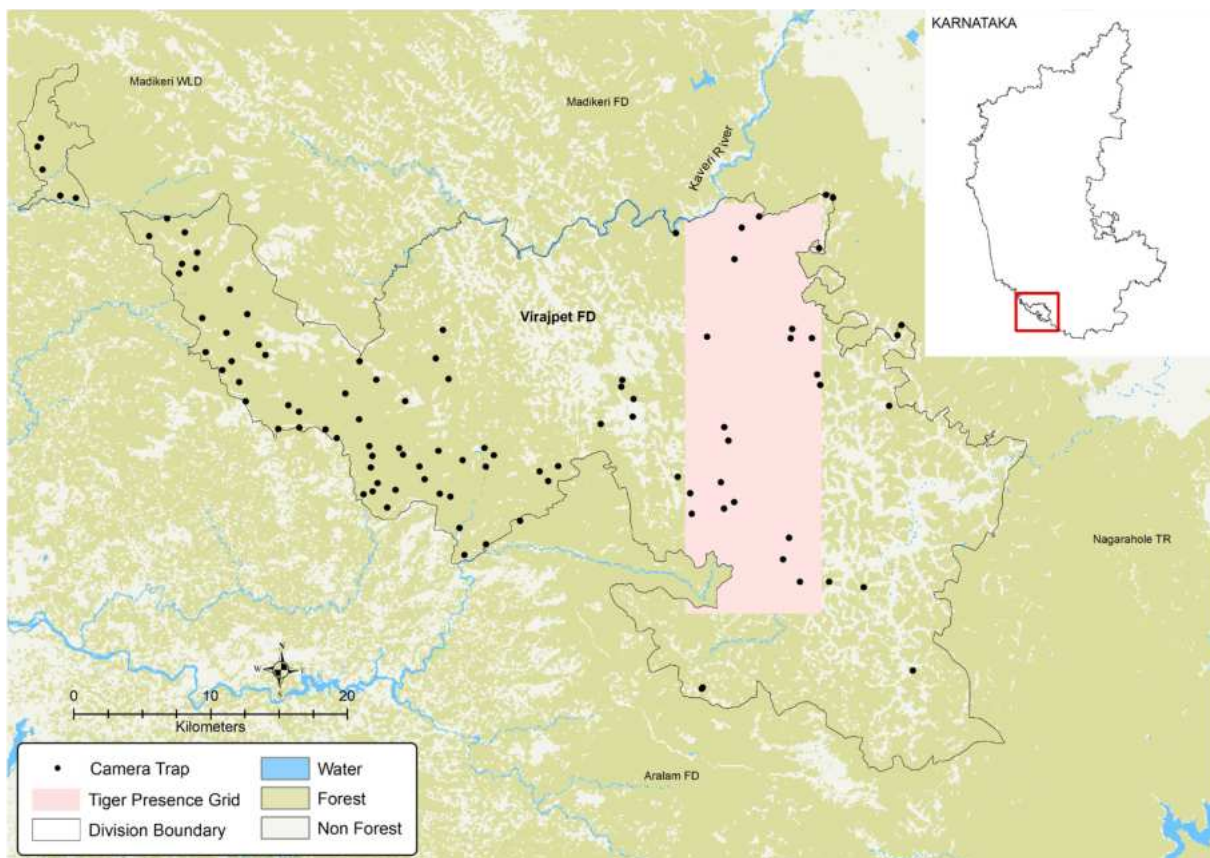 KARNATAKA
Madikeri WLD
Madikeri FD
Kaveri River
Virajpet FD
Nagarahole TR
Aralam FD
N
W
S
0 10 20
Kilometers
Camera Trap
Tiger Presence Grid
Division Boundary
Water
Forest
Non Forest